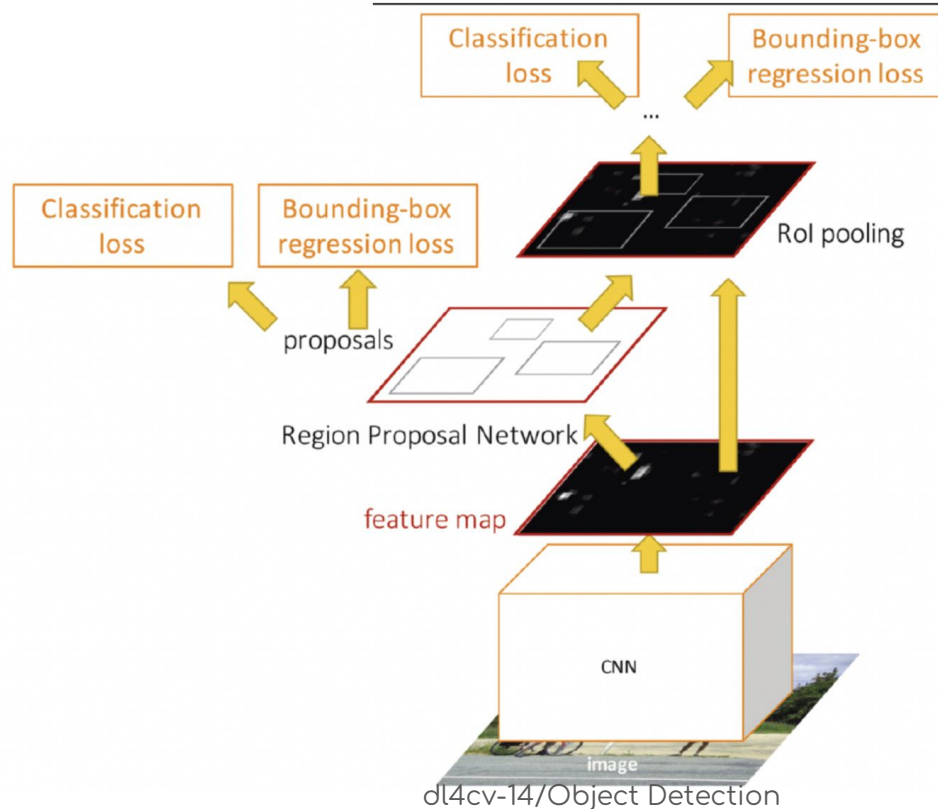 Classification
loss
Bounding-box
regression loss
...
Classification
loss
Bounding-box
regression loss
RoI pooling
proposals
Region Proposal Network
feature map
CNN
image
dl4cv-14/Object Detection